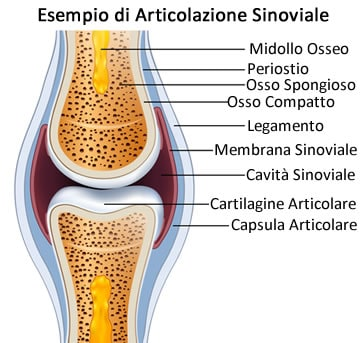 Esempio di Articolazione Sinoviale
Midollo Osseo
Periostio
Osso Spongioso
Osso Compatto
Legamento
Membrana Sinoviale
Cavità Sinoviale
Cartilagine Articolare
Capsula Articolare